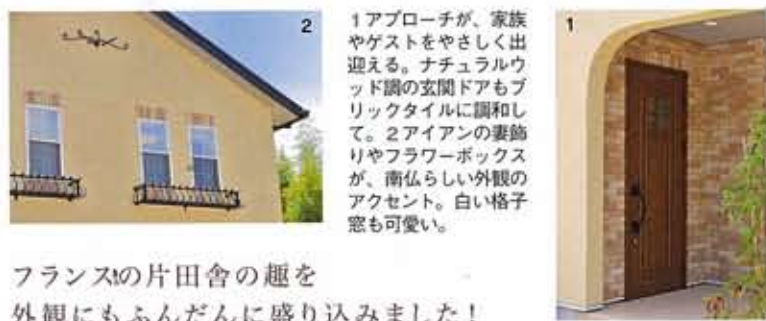 2
1アプローチが、家族
やゲストをやさしく出
迎える。ナチュラルウ
ッド調の玄関ドアもブ
リックタイルに調和し
て。2アイアンの妻飾
りやフラワーボックス
が、南仏らしい外観の
アクセント。白い格子
窓も可愛い。
1
フランスの片田舎の趣を
外観にもふんだんに盛り込みました！